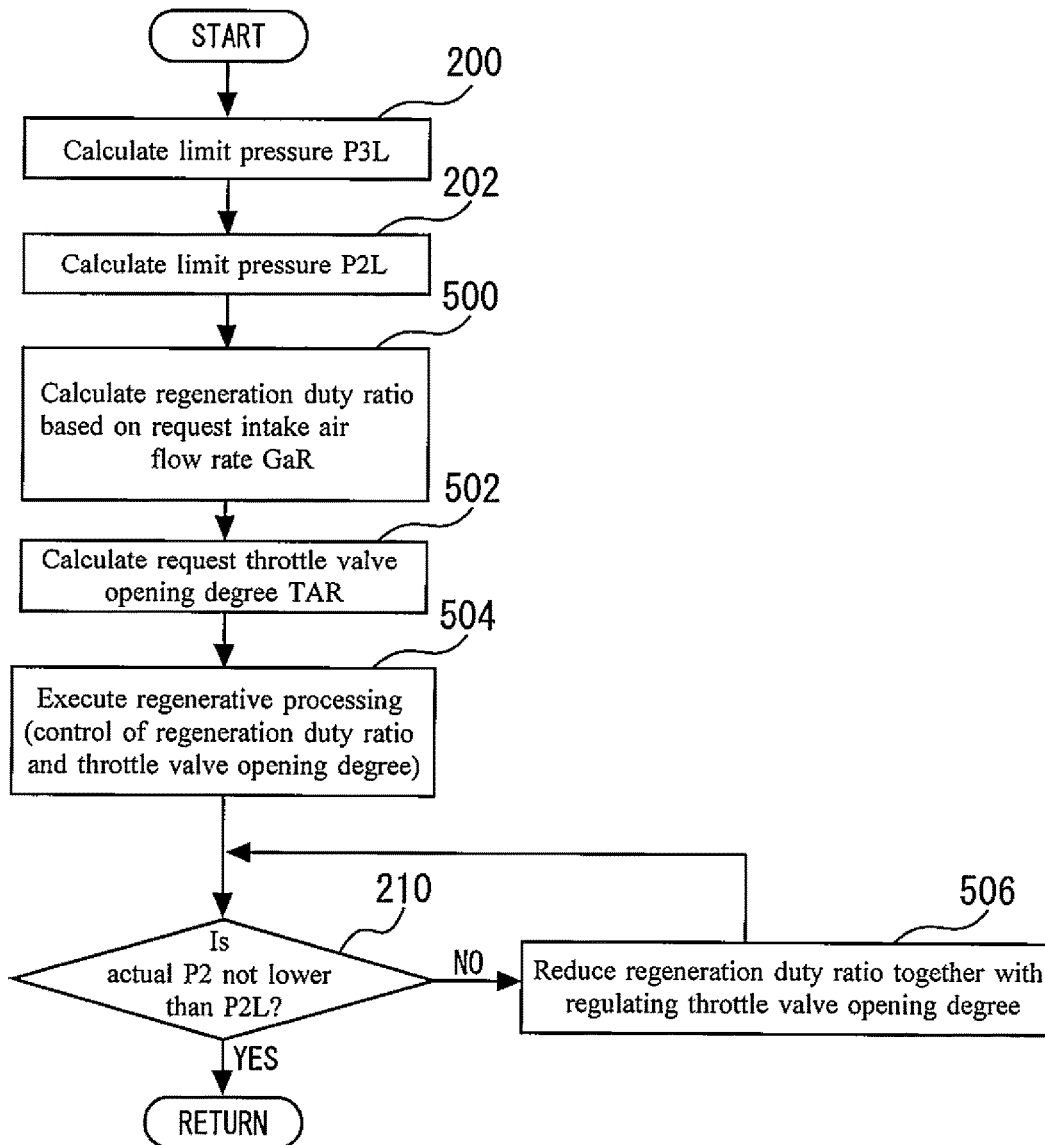 START
200
Calculate limit pressure P3L
202
Calculate limit pressure P2L
500
Calculate regeneration duty ratio
based on request intake air
flow rate GaR
502
Calculate request throttle valve
opening degree TAR
504
Execute regenerative processing
(control of regeneration duty ratio
and throttle valve opening degree)
210
Is
actual P2 not lower
than P2L?
NO
506
Reduce regeneration duty ratio together with
regulating throttle valve opening degree
YES
RETURN